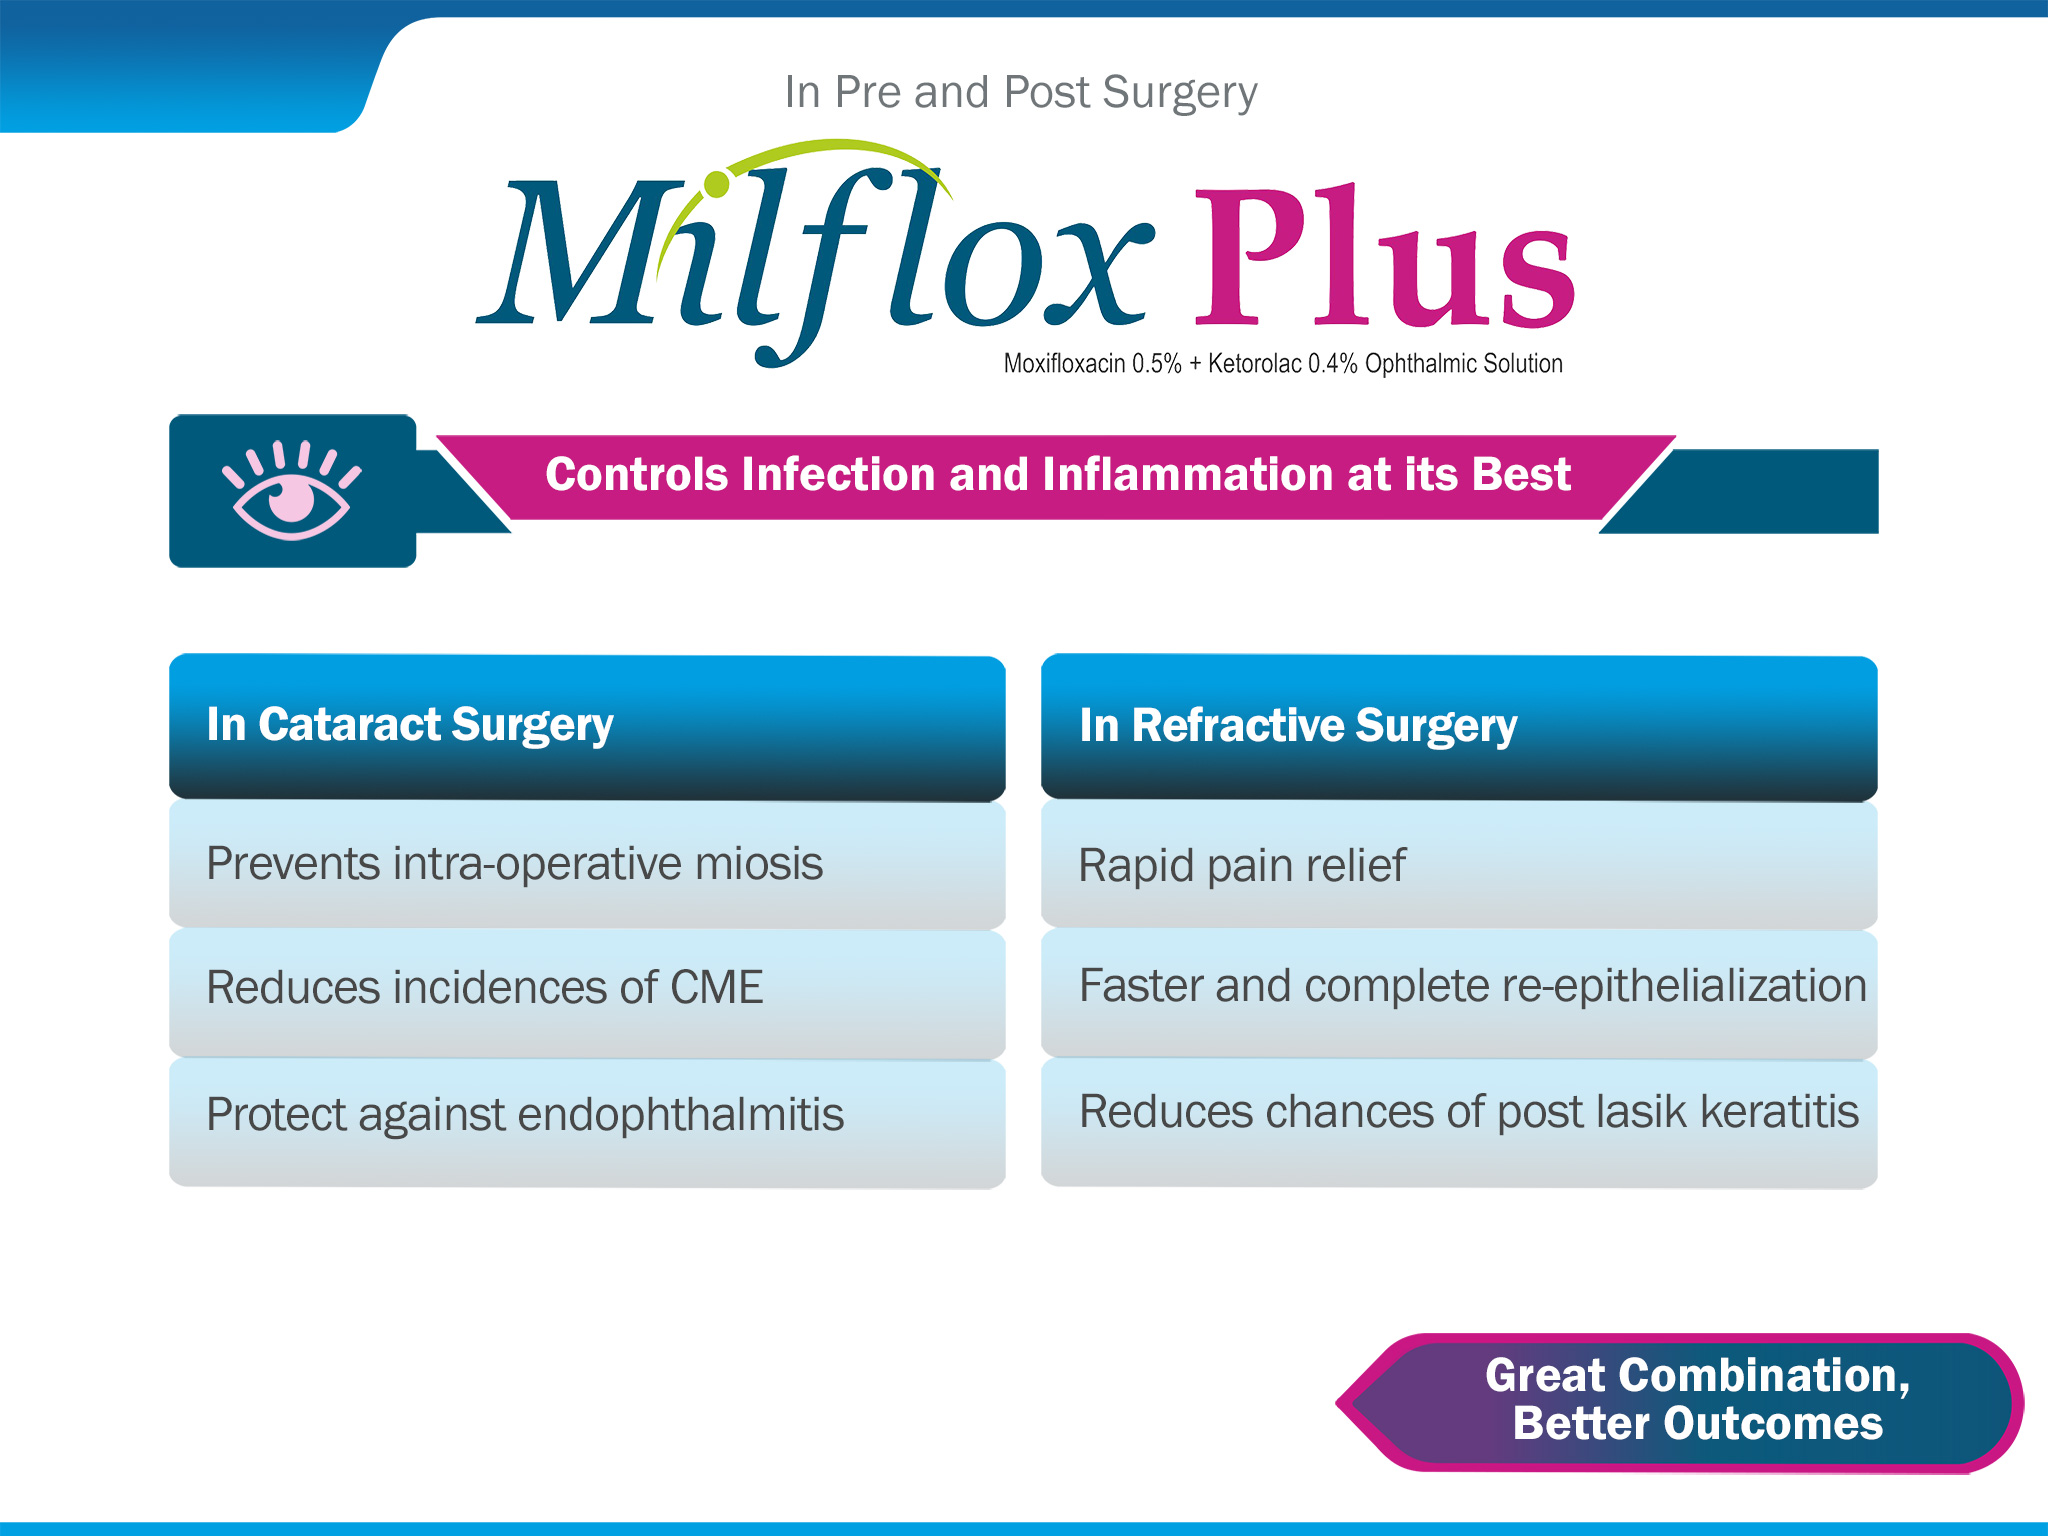 In Pre and Post Surgery
Milflox Plus
Moxifloxacin 0.5% + Ketorolac 0.4% Ophthalmic Solution
Controls Infection and Inflammation at its Best
In Cataract Surgery
Prevents intra-operative miosis
Reduces incidences of CME
Protect against endophthalmitis
In Refractive Surgery
Rapid pain relief
Faster and complete re-epithelialization
Reduces chances of post lasik keratitis
Great Combination,
Better Outcomes